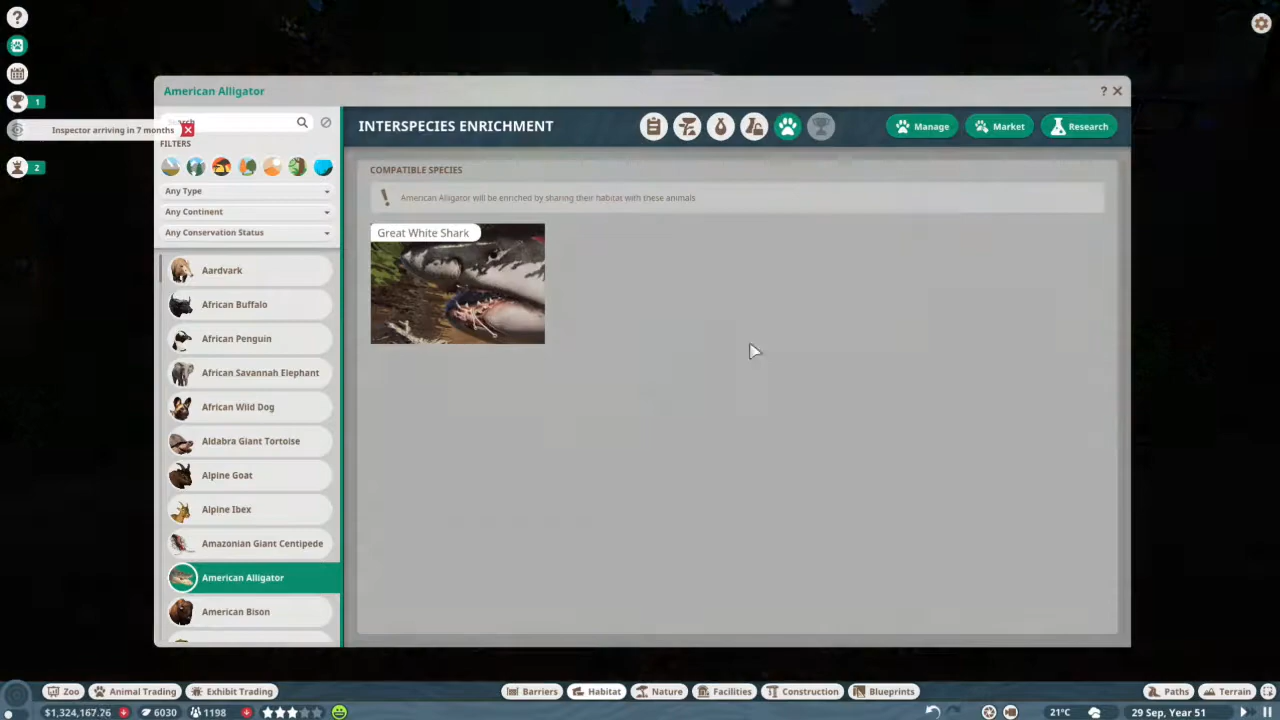 American Alligator
?
1
Search
Inspector arriving in 7 months
FILTERS
2
Any Type
Any Continent
Any Conservation Status
Aardvark
African Buffalo
African Penguin
African Savannah Elephant
African Wild Dog
Aldabra Giant Tortoise
Alpine Goat
Alpine Ibex
Amazonian Giant Centipede
American Alligator
American Bison
INTERSPECIES ENRICHMENT
Manage
Market
Research
COMPATIBLE SPECIES
American Alligator will be enriched by sharing their habitat with these animals
Great White Shark
Zoo
Animal Trading
Exhibit Trading
Barriers
Habitat
Nature
Facilities
Construction
Blueprints
Paths
Terrain
$1,324,167.26
6030
1198
21°C
29 Sep, Year 51